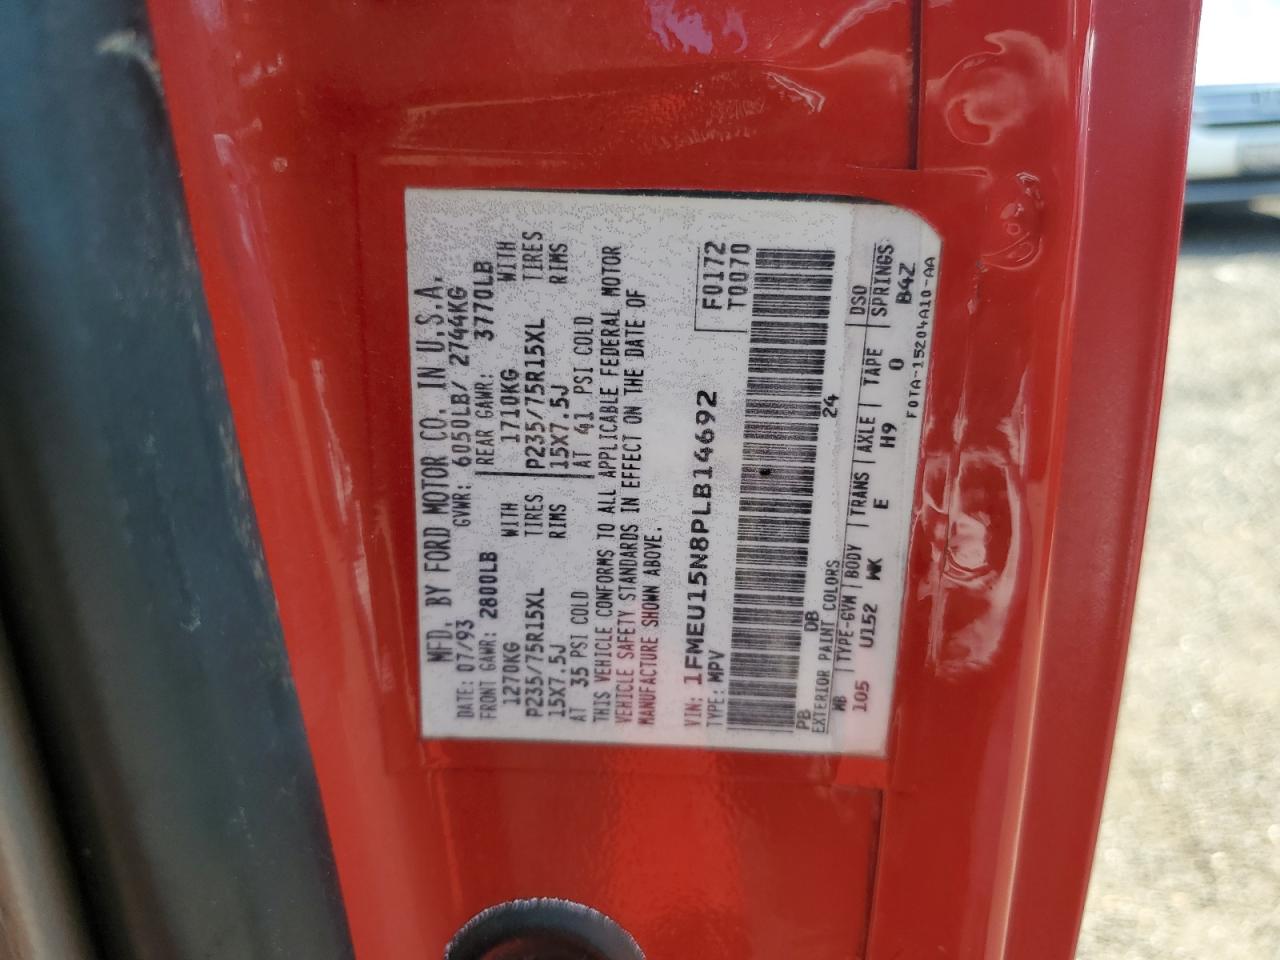 MFD. BY FORD MOTOR CO. IN U.S.A.
DATE: 07/93 GVWR: 6050LB/ 2744KG
FRONT GAWR: 2800LB REAR GAWR: 3770LB
1270KG WITH 1710KG WITH
P235/75R15XL TIRES P235/75R15XL TIRES
15X7.5J RIMS 15X7.5J RIMS
AT 35 PSI COLD AT 41 PSI COLD
THIS VEHICLE CONFORMS TO ALL APPLICABLE FEDERAL MOTOR
VEHICLE SAFETY STANDARDS IN EFFECT ON THE DATE OF
MANUFACTURE SHOWN ABOVE.
VIN: 1FMEU15N8PLB14692 F0172
TYPE: MPV T0070
PB DB 24
EXTERIOR PAINT COLORS DSO
WB TYPE-GVM BODY TRANS AXLE TAPE SPRINGS
105 U152 WK E H9 0 B4Z
F0TA-15204A10-AA